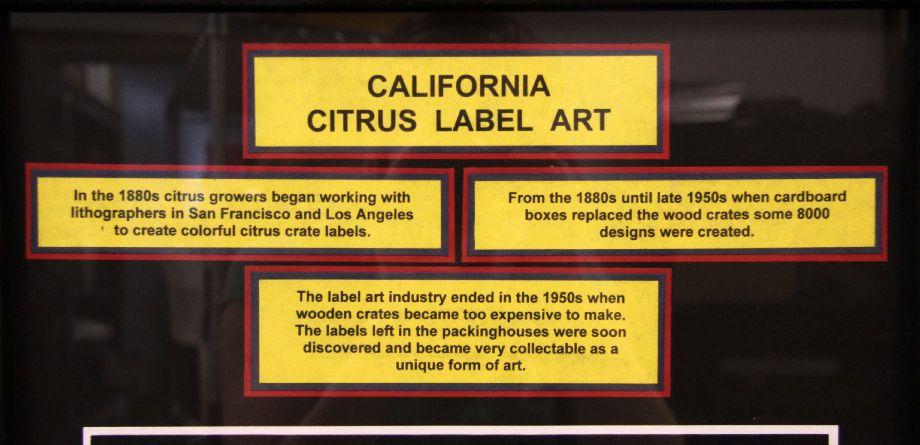 CALIFORNIA
CITRUS LABEL ART
In the 1880s citrus growers began working with
lithographers in San Francisco and Los Angeles
to create colorful citrus crate labels.
From the 1880s until late 1950s when cardboard
boxes replaced the wood crates some 8000
designs were created.
The label art industry ended in the 1950s when
wooden crates became too expensive to make.
The labels left in the packinghouses were soon
discovered and became very collectable as a
unique form of art.